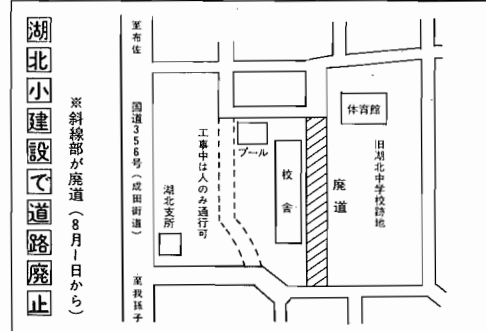 湖北小建設で道路廃止
※斜線部が廃道(8月1日から)
至布佐
国道356号(成田街道)
至我孫子
湖北支所
工事中は人のみ通行可
プール
校舎
廃道
体育館
旧湖北中学校跡地